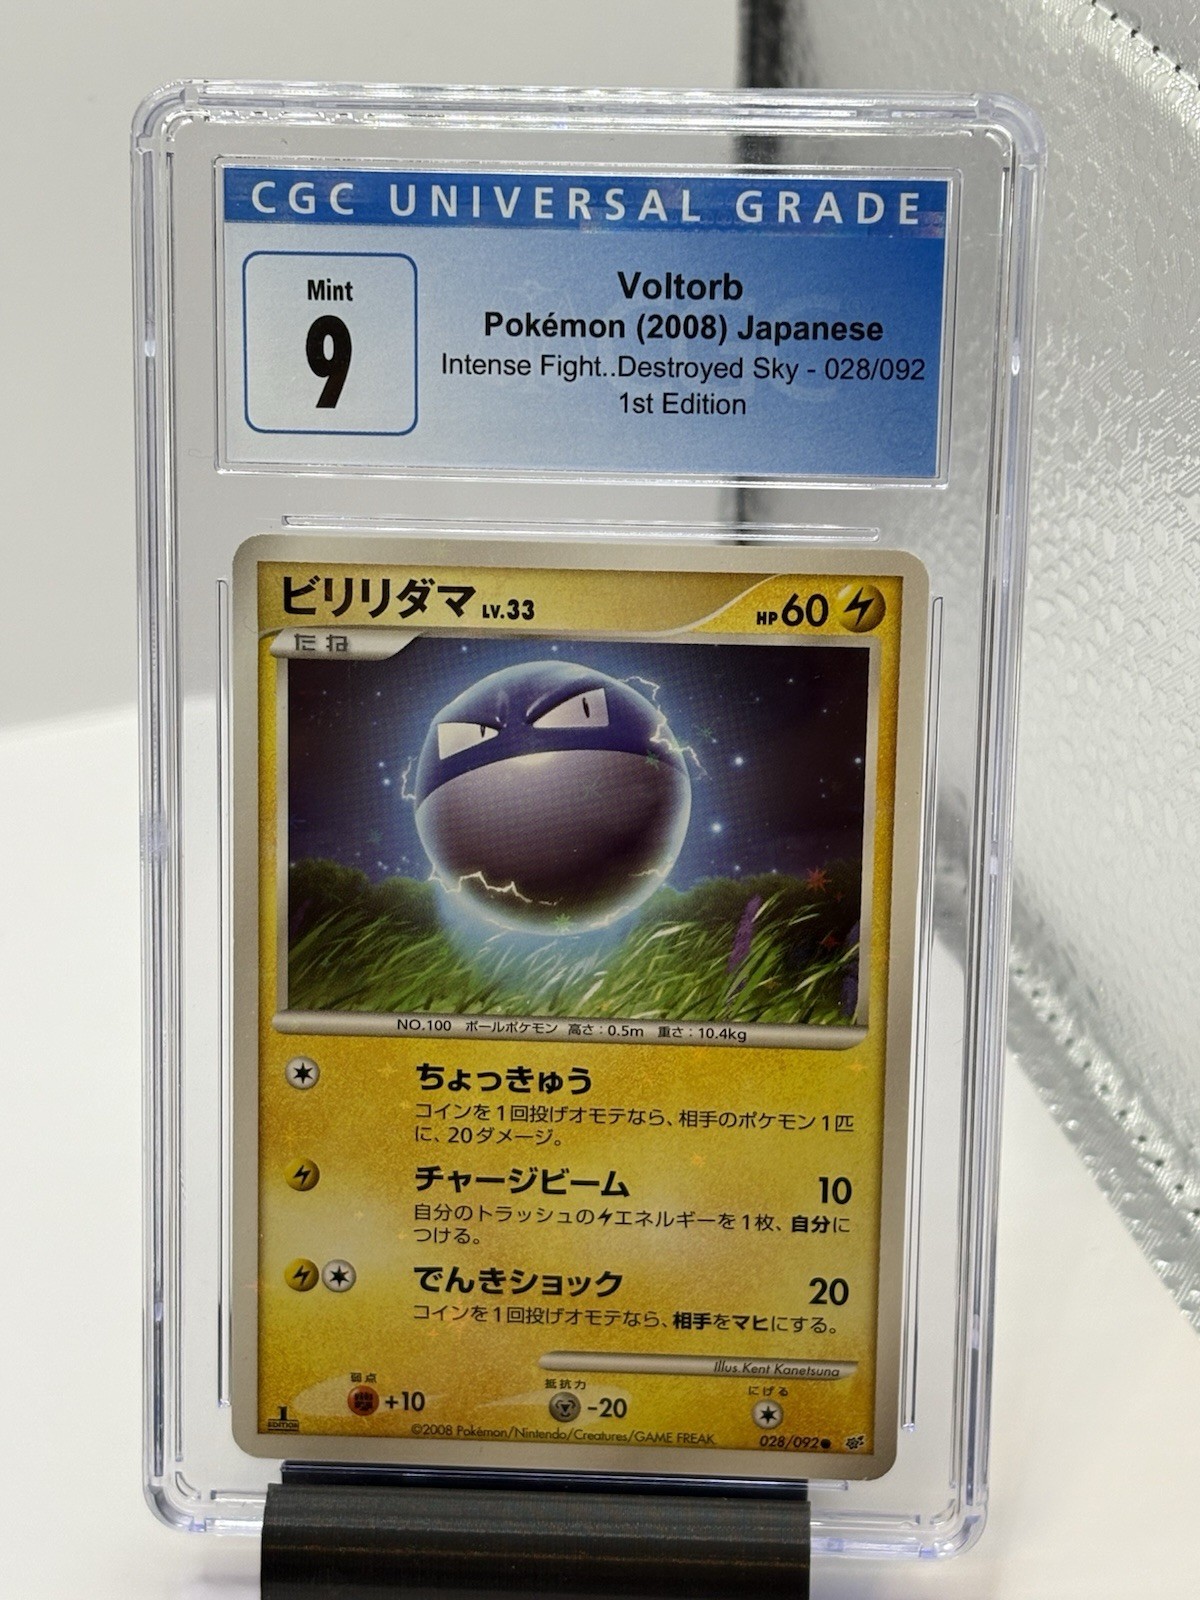 CGC UNIVERSAL GRADE
Mint
9
Voltorb
Pokémon (2008) Japanese
Intense Fight..Destroyed Sky - 028/092
1st Edition
ビリリダマ LV.33
HP 60
たね
NO.100 ボールポケモン 高さ:0.5m 重さ:10.4kg
ちょっきゅう
コインを1回投げオモテなら、相手のポケモン1匹
に、20ダメージ。
チャージビーム 10
自分のトラッシュの⚡エネルギーを1枚、自分に
つける。
でんきショック 20
コインを1回投げオモテなら、相手をマヒにする。
Illus. Kent Kanetsuna
弱点 抵抗力 にげる
+10 -20
1 EDITION
©2008 Pokémon/Nintendo/Creatures/GAME FREAK.
028/092